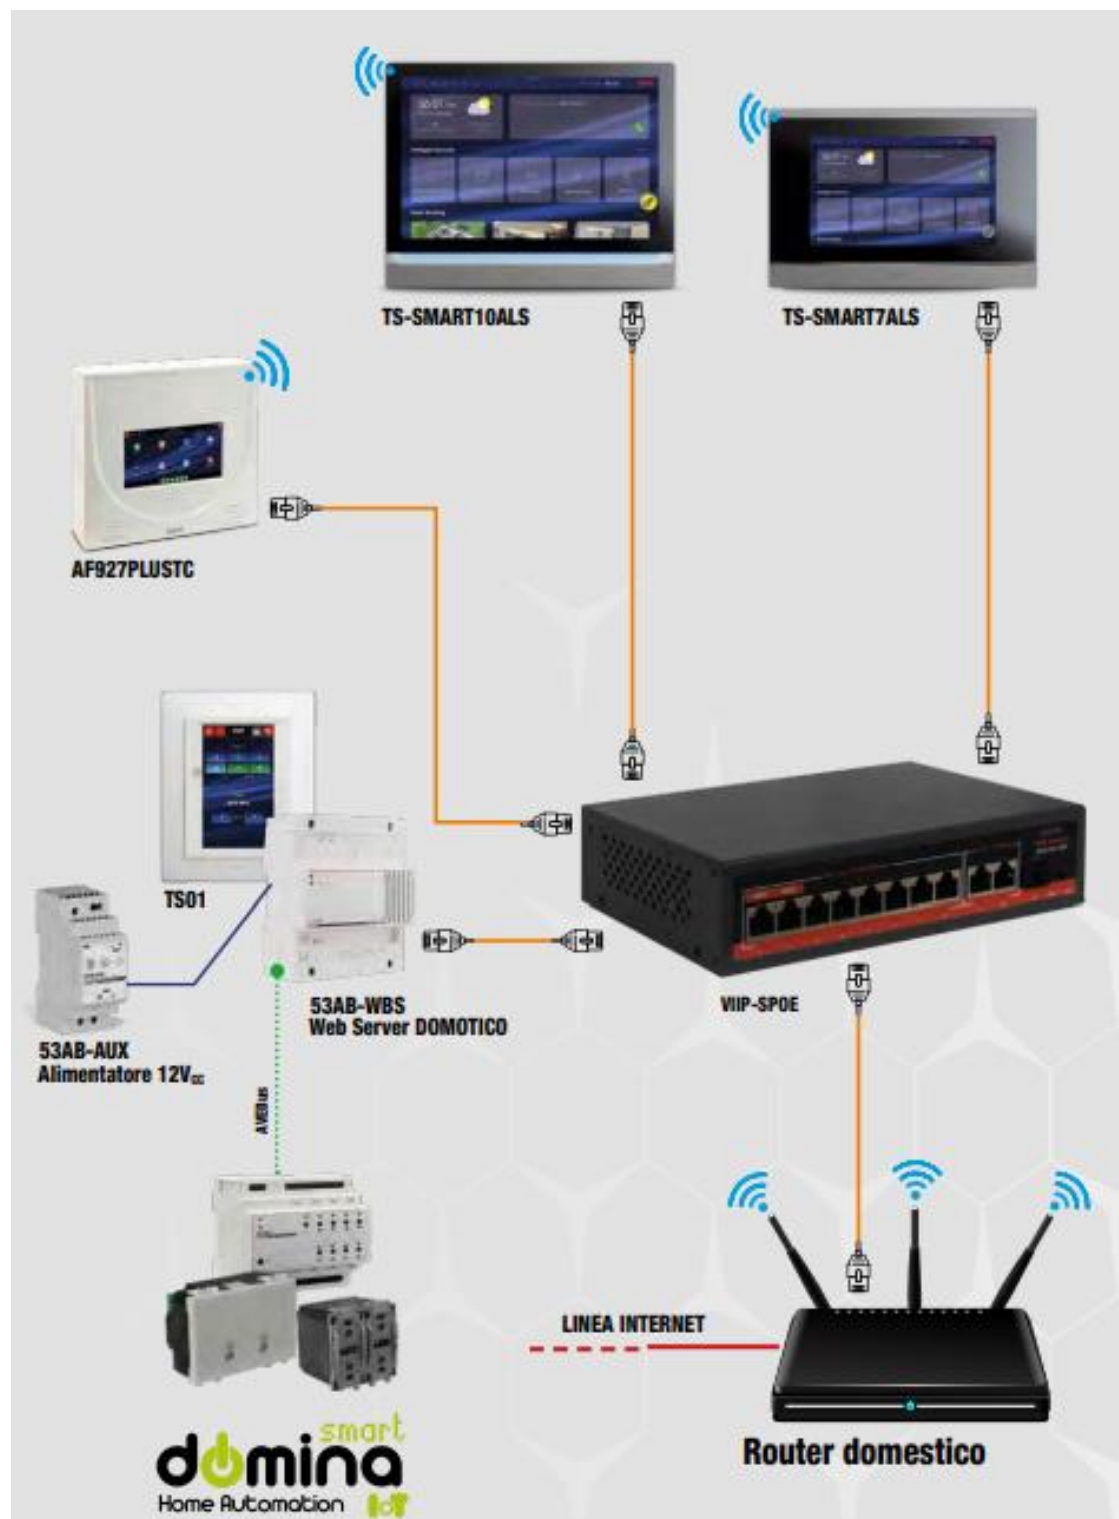 TS-SMART10ALS
TS-SMART7ALS
AF927PLUSTC
TS01
53AB-WBS
Web Server DOMOTICO
VIIP-SPOE
53AB-AUX
Alimentatore 12Vcc
AVEBus
LINEA INTERNET
Router domestico
smart
domina
Home Automation IoT